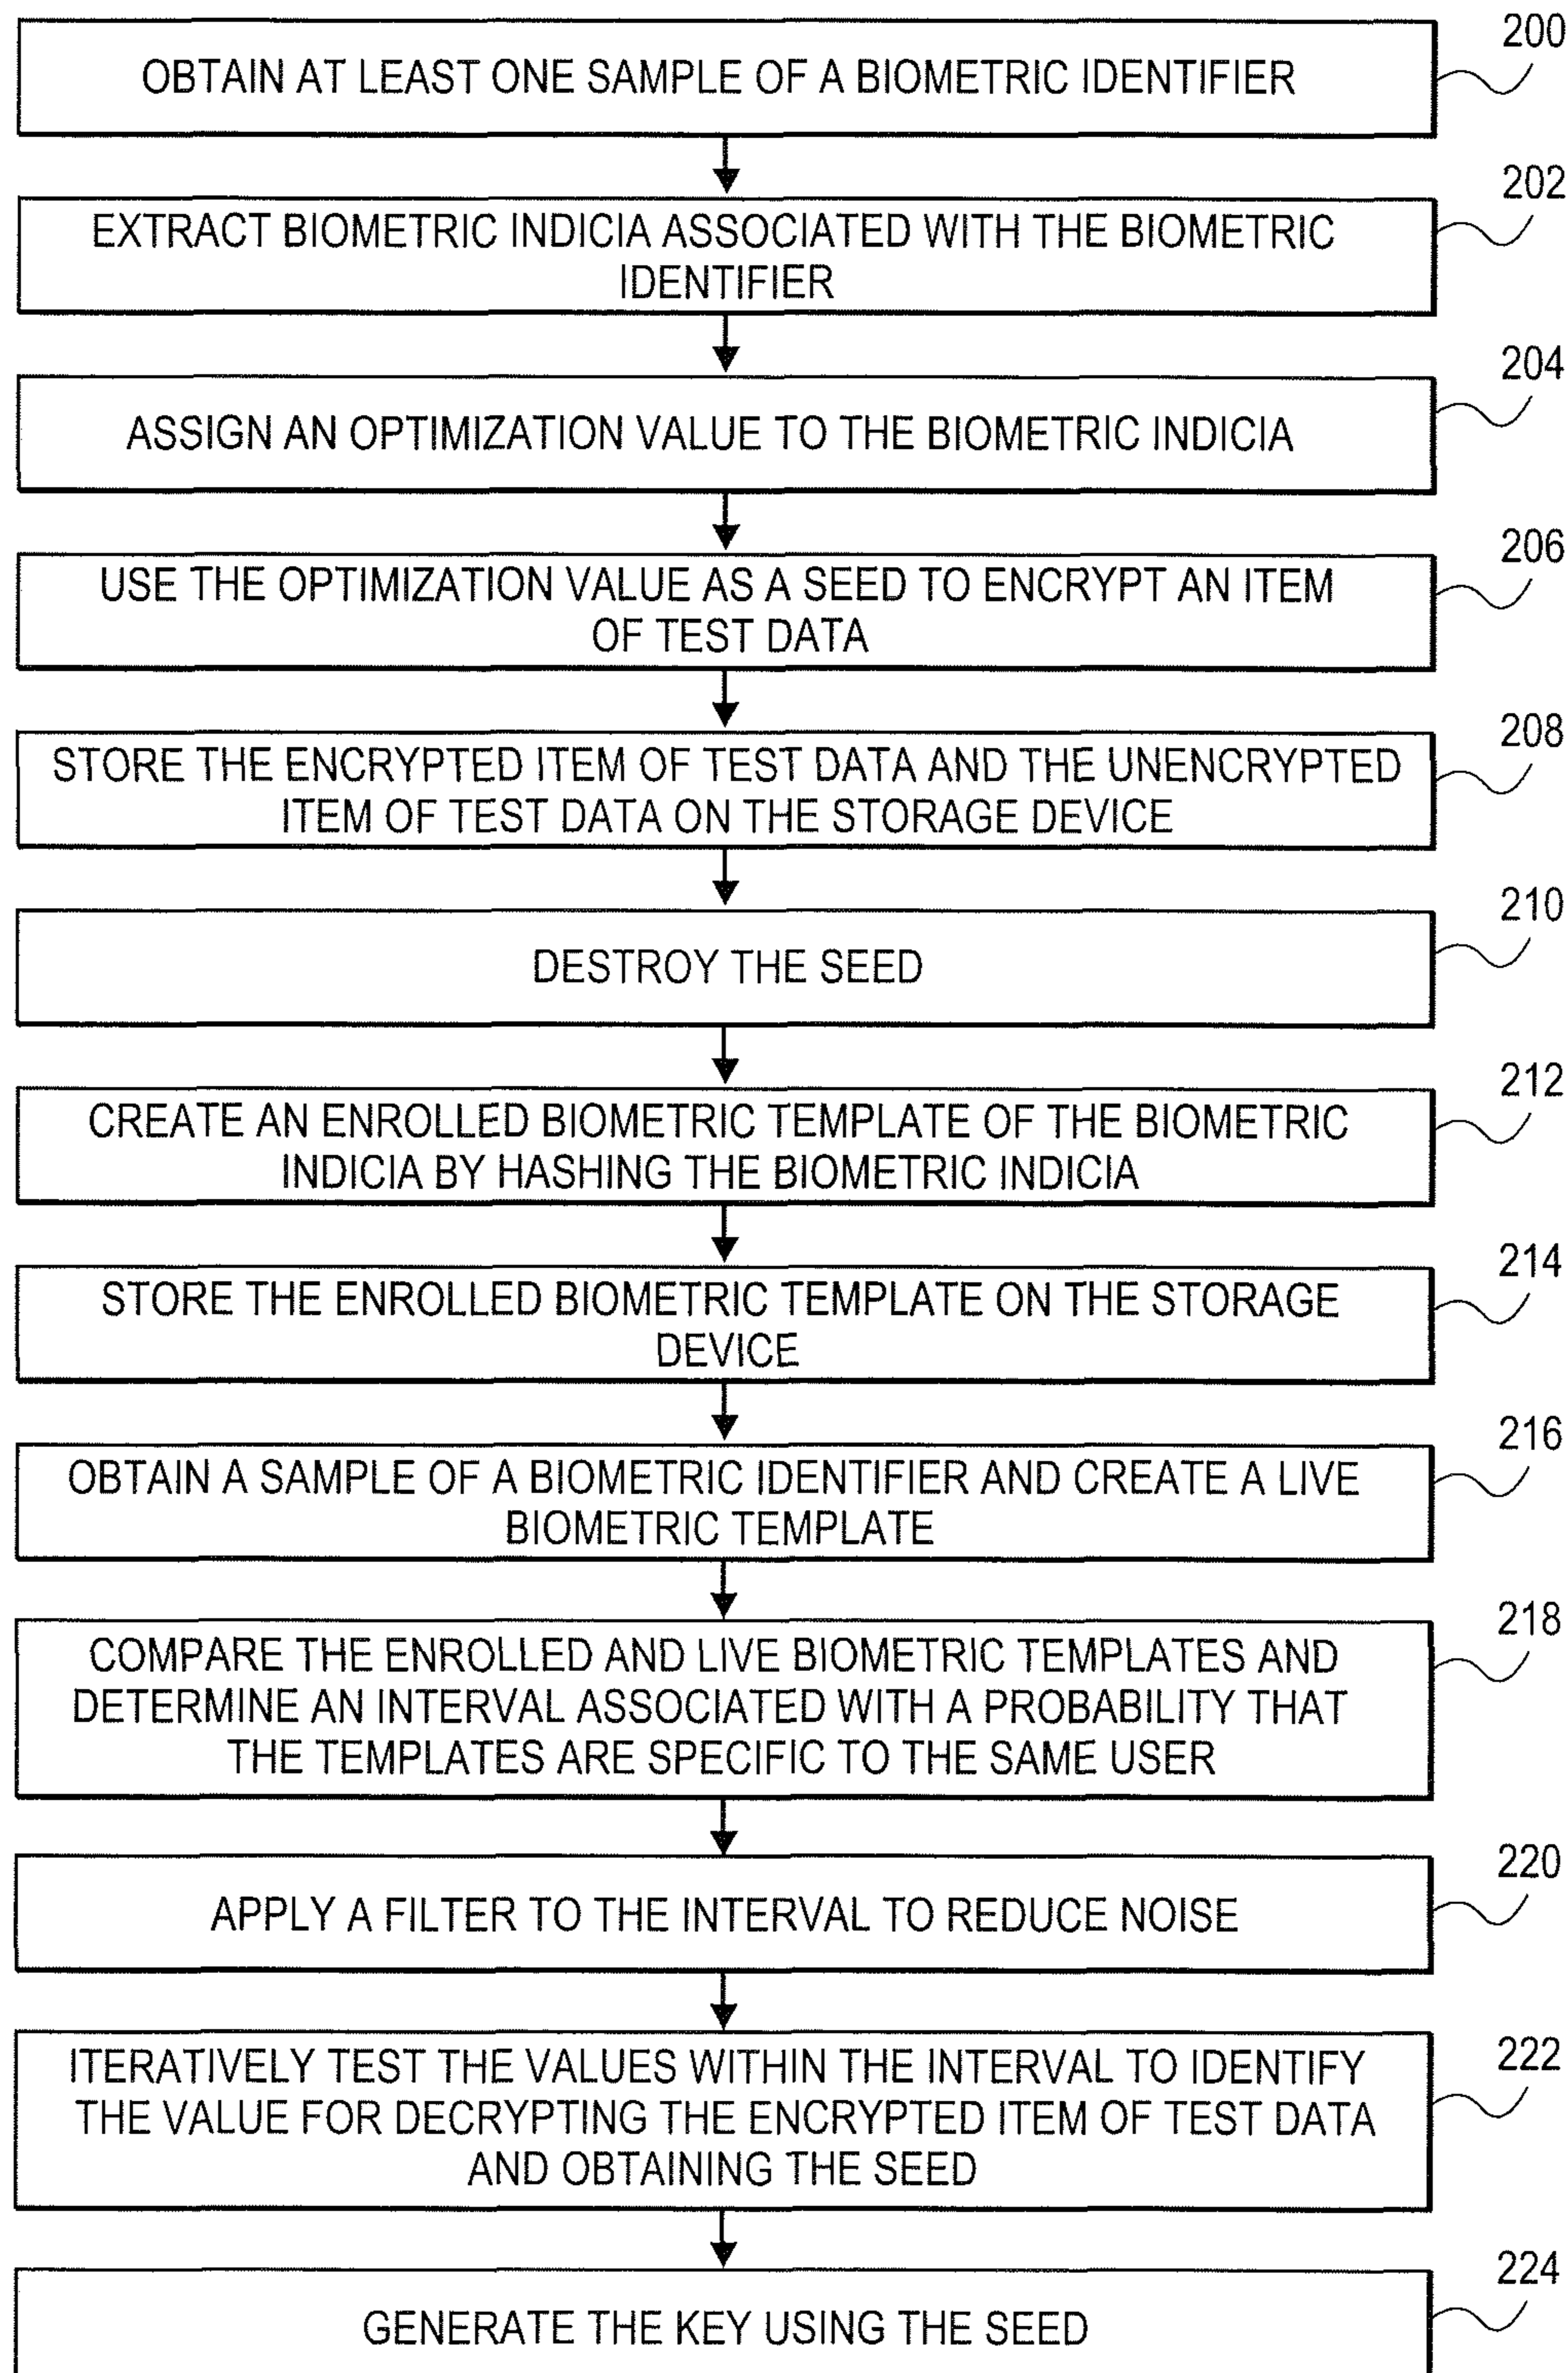 200
OBTAIN AT LEAST ONE SAMPLE OF A BIOMETRIC IDENTIFIER
202
EXTRACT BIOMETRIC INDICIA ASSOCIATED WITH THE BIOMETRIC
IDENTIFIER
204
ASSIGN AN OPTIMIZATION VALUE TO THE BIOMETRIC INDICIA
206
USE THE OPTIMIZATION VALUE AS A SEED TO ENCRYPT AN ITEM
OF TEST DATA
208
STORE THE ENCRYPTED ITEM OF TEST DATA AND THE UNENCRYPTED
ITEM OF TEST DATA ON THE STORAGE DEVICE
210
DESTROY THE SEED
212
CREATE AN ENROLLED BIOMETRIC TEMPLATE OF THE BIOMETRIC
INDICIA BY HASHING THE BIOMETRIC INDICIA
214
STORE THE ENROLLED BIOMETRIC TEMPLATE ON THE STORAGE
DEVICE
216
OBTAIN A SAMPLE OF A BIOMETRIC IDENTIFIER AND CREATE A LIVE
BIOMETRIC TEMPLATE
218
COMPARE THE ENROLLED AND LIVE BIOMETRIC TEMPLATES AND
DETERMINE AN INTERVAL ASSOCIATED WITH A PROBABILITY THAT
THE TEMPLATES ARE SPECIFIC TO THE SAME USER
220
APPLY A FILTER TO THE INTERVAL TO REDUCE NOISE
222
ITERATIVELY TEST THE VALUES WITHIN THE INTERVAL TO IDENTIFY
THE VALUE FOR DECRYPTING THE ENCRYPTED ITEM OF TEST DATA
AND OBTAINING THE SEED
224
GENERATE THE KEY USING THE SEED